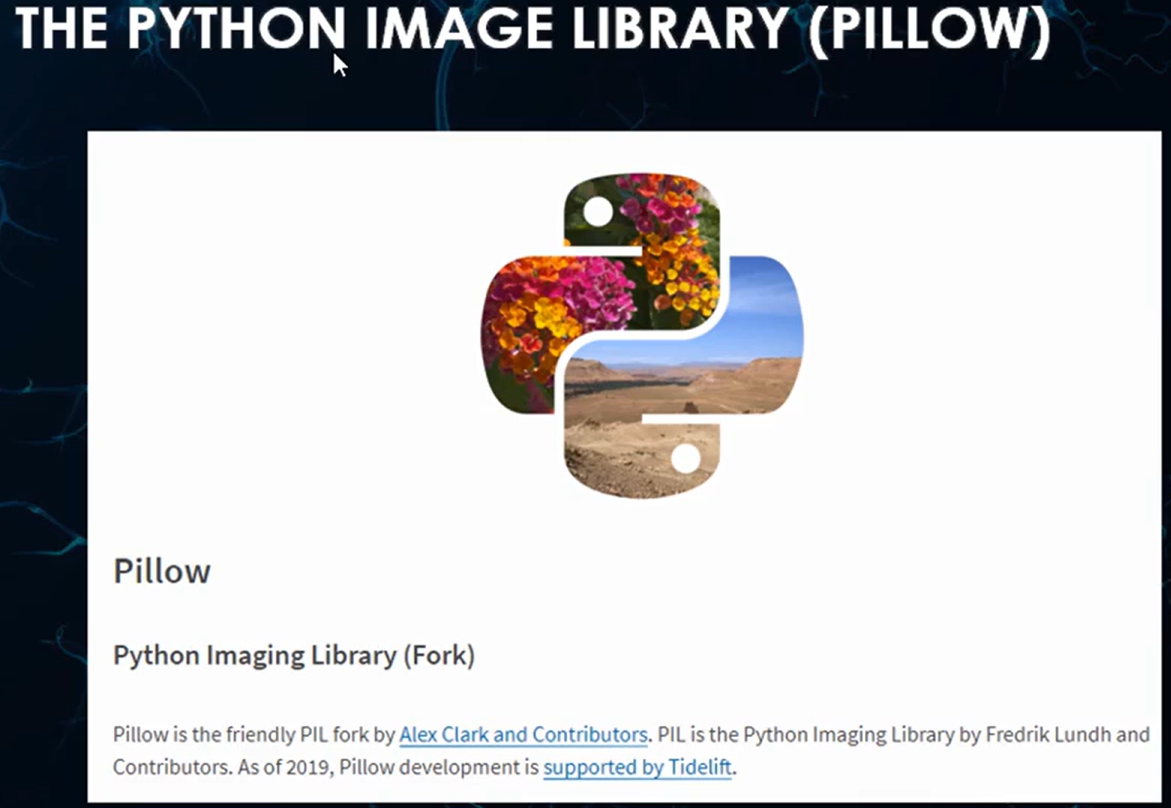 THE PYTHON IMAGE LIBRARY (PILLOW)
Pillow
Python Imaging Library (Fork)
Pillow is the friendly PIL fork by Alex Clark and Contributors. PIL is the Python Imaging Library by Fredrik Lundh and
Contributors. As of 2019, Pillow development is supported by Tidelift.